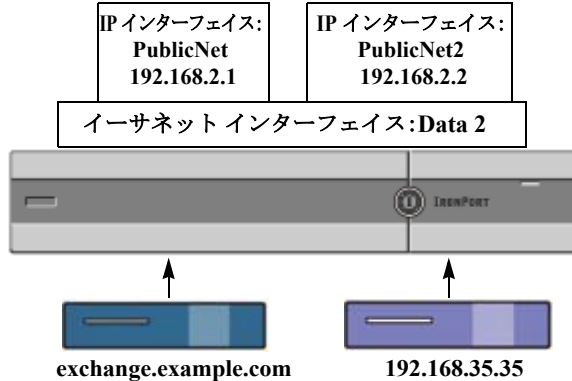 IP インターフェイス:
PublicNet
192.168.2.1
IP インターフェイス:
PublicNet2
192.168.2.2
イーサネット インターフェイス:Data 2
IRONPORT
exchange.example.com
192.168.35.35